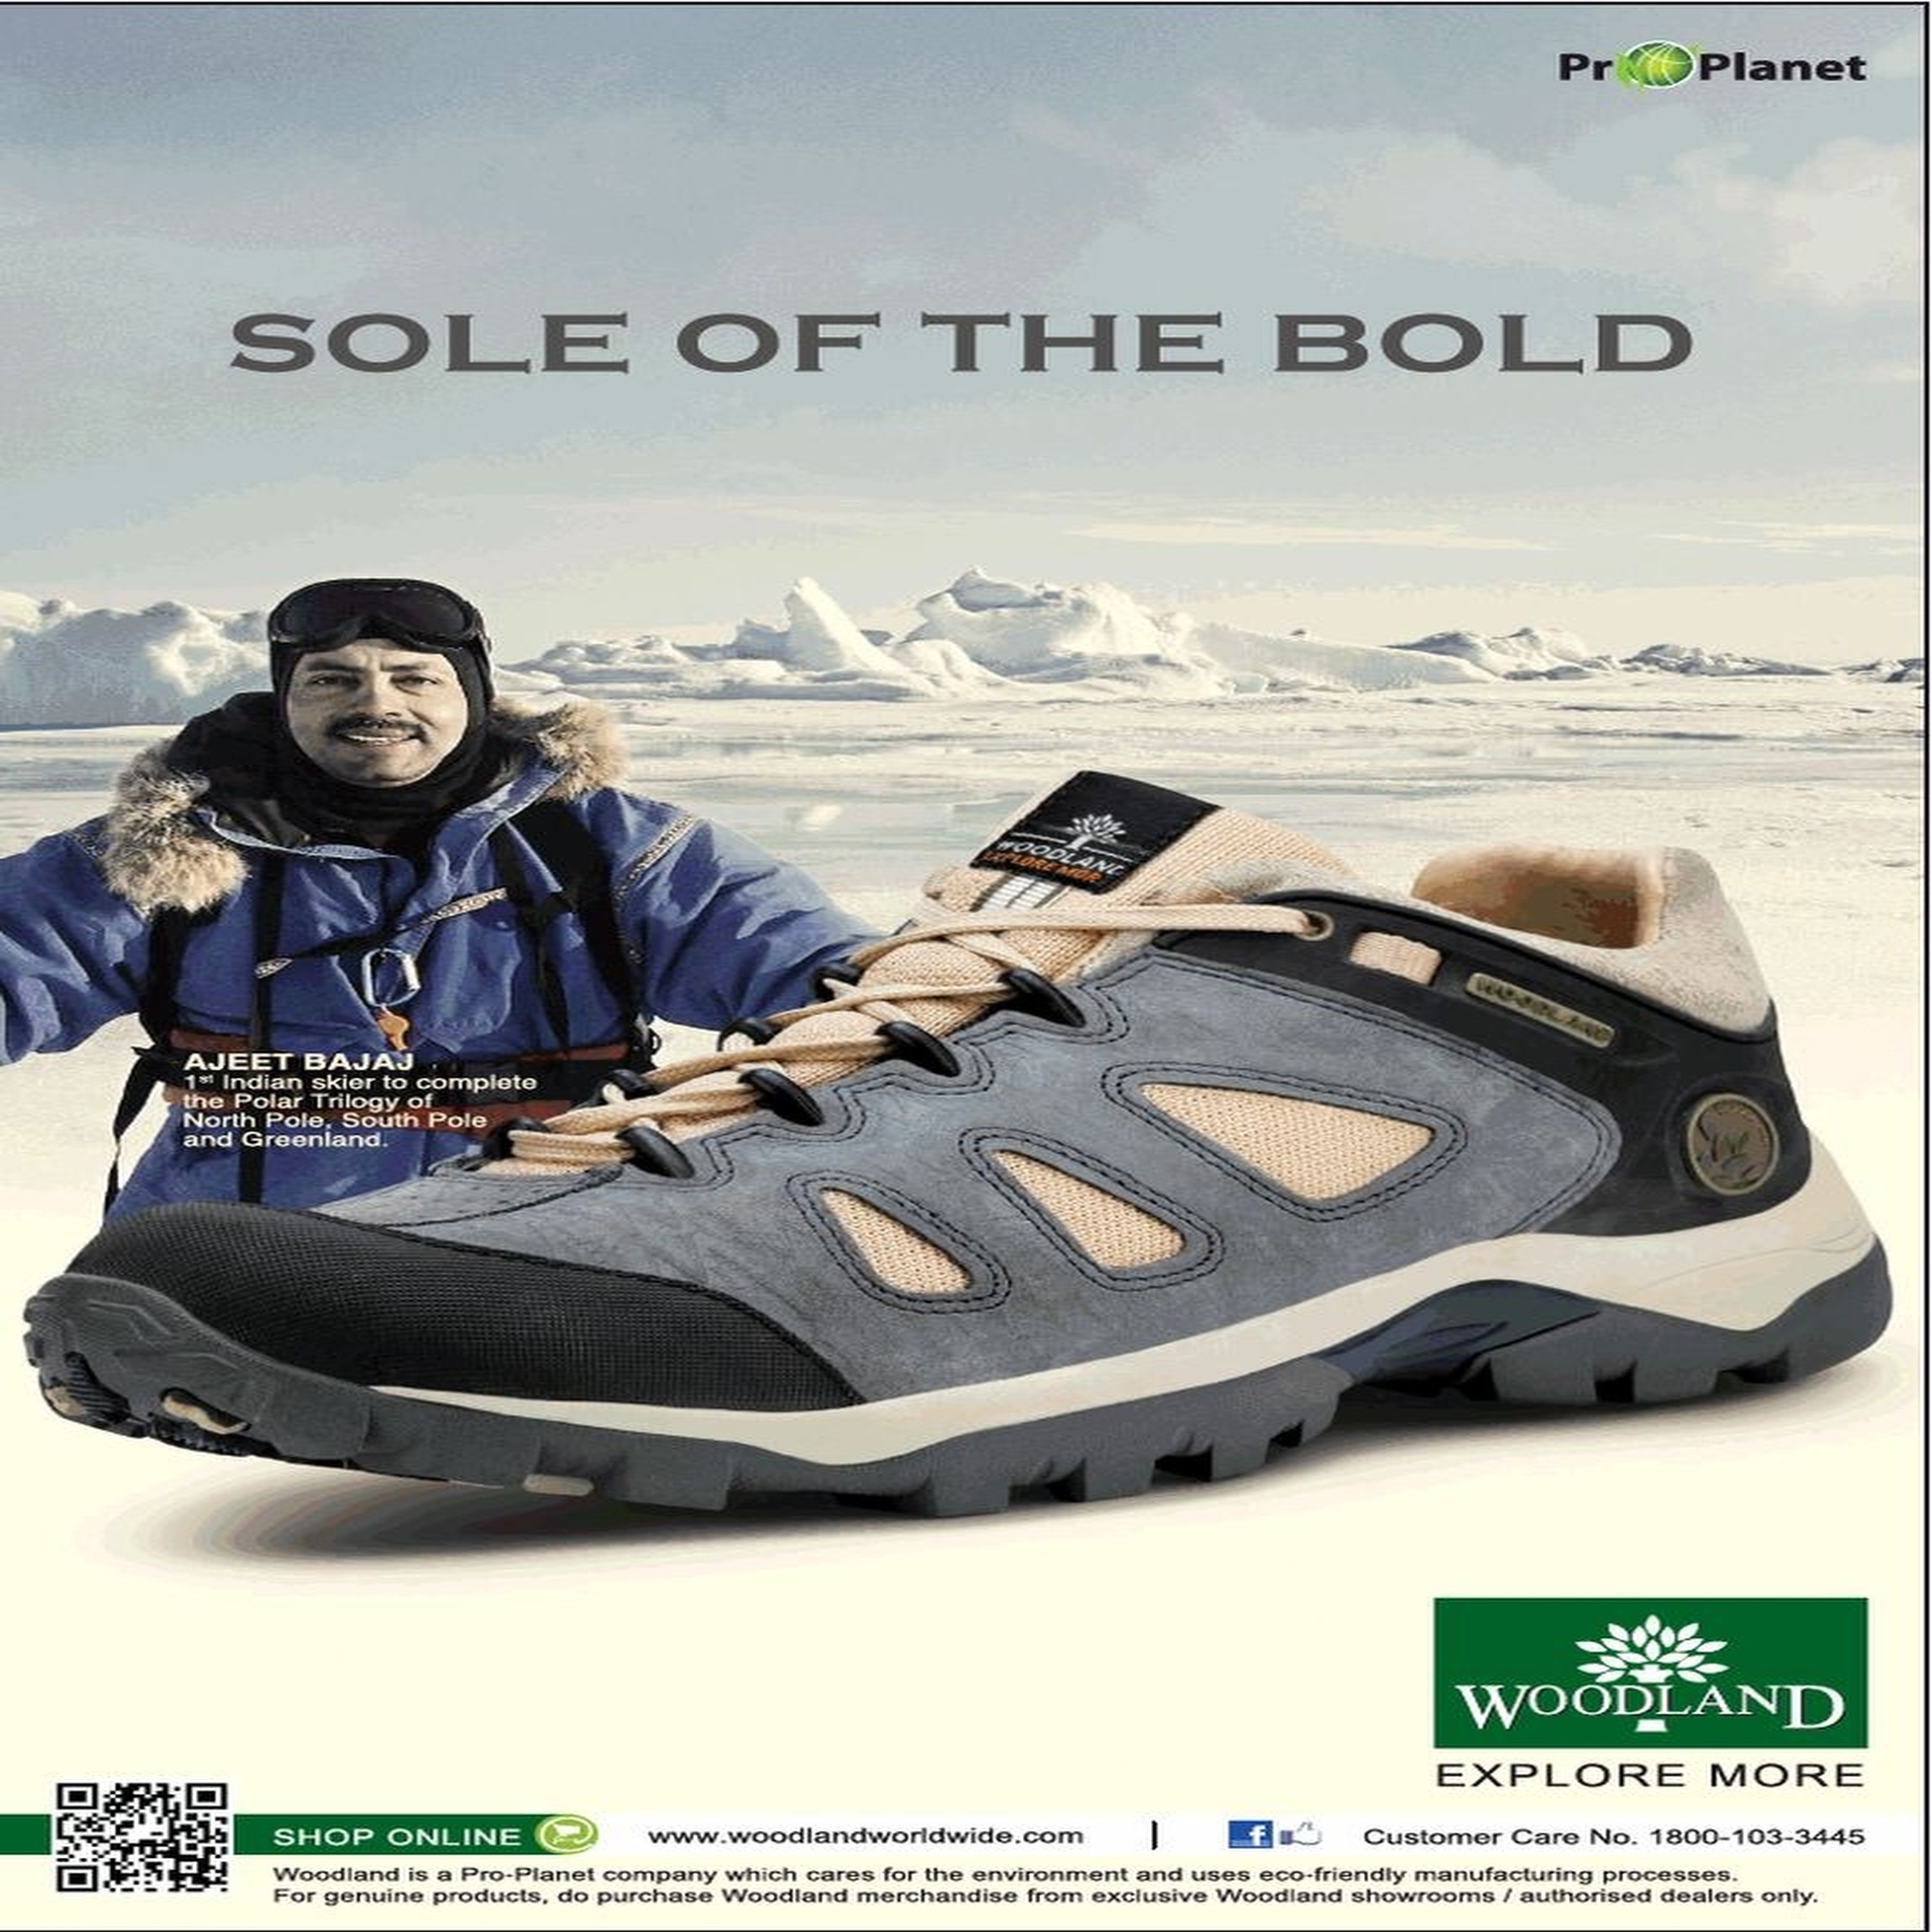 Pro Planet
SOLE OF THE BOLD
WOODLAND
EXPLORE MORE
WOODLAND
AJEET BAJAJ
1st Indian skier to complete
the Polar Trilogy of
North Pole, South Pole
and Greenland.
WOODLAND
EXPLORE MORE
SHOP ONLINE
www.woodlandworldwide.com | f Customer Care No. 1800-103-3445
Woodland is a Pro-Planet company which cares for the environment and uses eco-friendly manufacturing processes.
For genuine products, do purchase Woodland merchandise from exclusive Woodland showrooms / authorised dealers only.